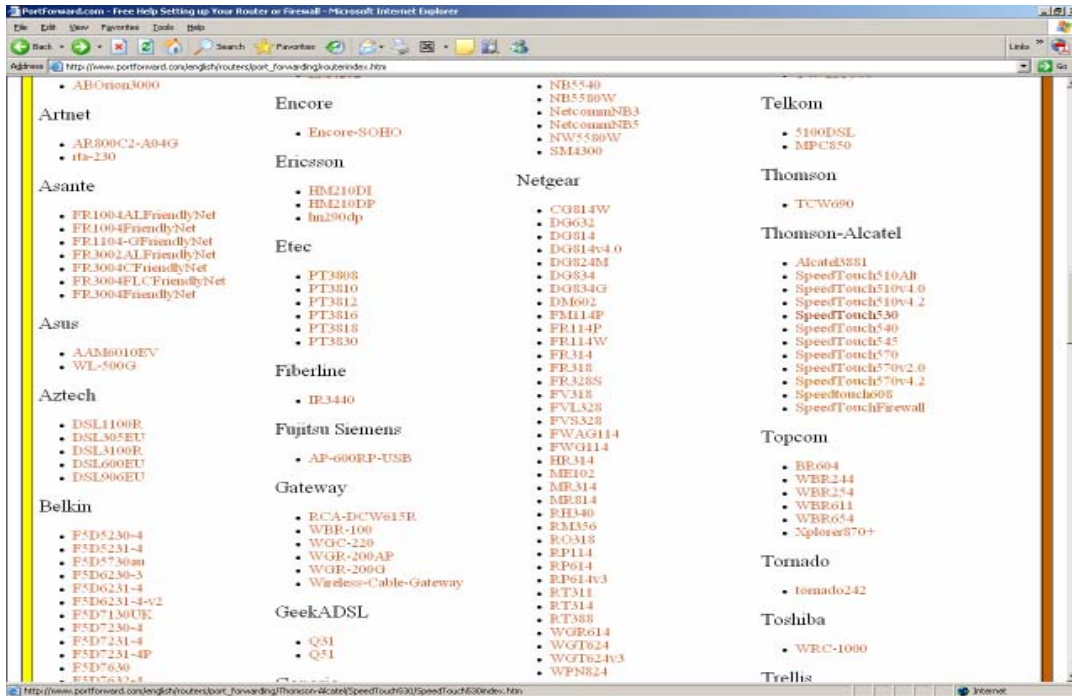 PortForward.com - Free Help Setting up Your Router or Firewall - Microsoft Internet Explorer
File Edit View Favorites Tools Help
Back Search Favorites Links
Address http://www.portforward.com/english/routers/port_forwarding/routerindex.htm Go
ABOrion3000
Artnet
AR800C2-A04G
rta-230
Asante
FR1004ALFriendlyNet
FR1004FriendlyNet
FR1104-GFriendlyNet
FR3002ALFriendlyNet
FR3004CFriendlyNet
FR3004FLCFriendlyNet
FR3004FriendlyNet
Asus
AAM6010EV
WL-500G
Aztech
DSL1100R
DSL305EU
DSL3100R
DSL600EU
DSL906EU
Belkin
F5D5230-4
F5D5231-4
F5D5730au
F5D6230-3
F5D6231-4
F5D6231-4-v2
F5D7130UK
F5D7230-4
F5D7231-4
F5D7231-4P
F5D7630
F5D7632-4
Encore
Encore-SOHO
Ericsson
HM210DI
HM210DP
hn290dp
Etec
PT3808
PT3810
PT3812
PT3816
PT3818
PT3830
Fiberline
IR3440
Fujitsu Siemens
AP-600RP-USB
Gateway
RCA-DCW615R
WBR-100
WGC-220
WGR-200AP
WGR-200G
Wireless-Cable-Gateway
GeekADSL
Q31
Q51
Generic
NB5540
NB5580W
NetcommNB3
NetcommNB5
NW5580W
SM4300
Netgear
CG814W
DG632
DG814
DG814v4.0
DG824M
DG834
DG834G
DM602
FM114P
FR114P
FR114W
FR314
FR318
FR328S
FV318
FVL328
FVS328
FWAG114
FWG114
HR314
ME102
MR314
MR814
RH340
RM356
RO318
RP114
RP614
RP614v3
RT311
RT314
RT388
WGR614
WGT624
WGT624v3
WPN824
Telkom
5100DSL
MPC850
Thomson
TCW690
Thomson-Alcatel
Alcatel3881
SpeedTouch510Alt
SpeedTouch510v4.0
SpeedTouch510v4.2
SpeedTouch530
SpeedTouch540
SpeedTouch545
SpeedTouch570
SpeedTouch570v2.0
SpeedTouch570v4.2
Speedtouch608
SpeedTouchFirewall
Topcom
BR604
WBR244
WBR254
WBR611
WBR654
Xplorer870+
Tornado
tornado242
Toshiba
WRC-1000
Trellis
http://www.portforward.com/english/routers/port_forwarding/Thomson-Alcatel/SpeedTouch530/SpeedTouch530index.htm Internet